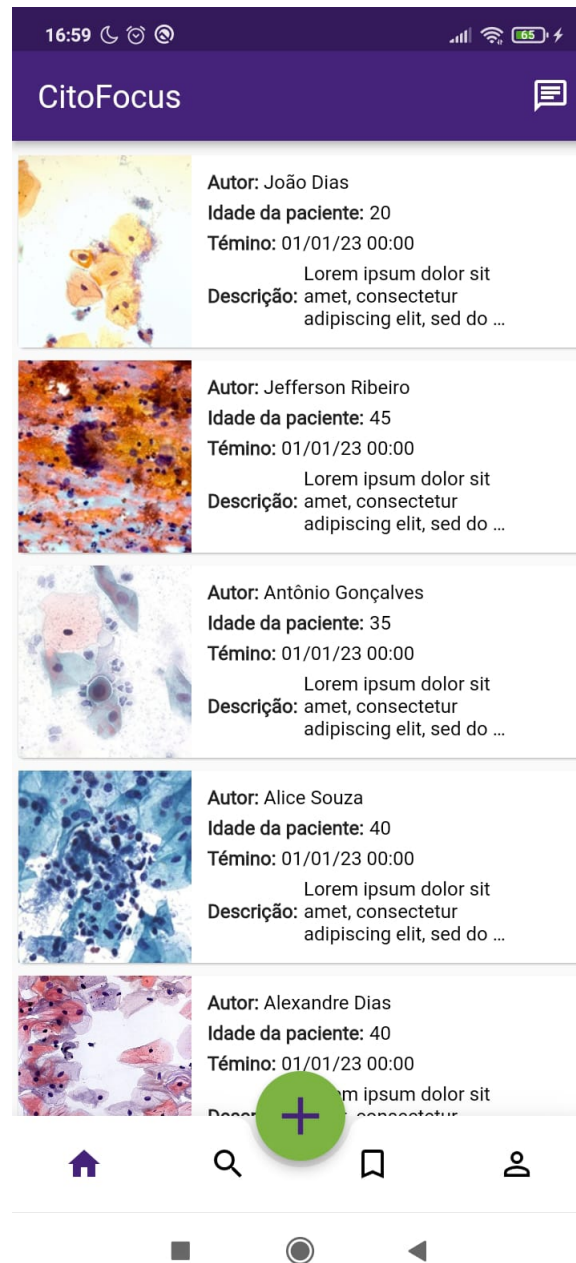 16:59
65
CitoFocus
Autor: João Dias
Idade da paciente: 20
Témino: 01/01/23 00:00
Descrição: Lorem ipsum dolor sit
amet, consectetur
adipiscing elit, sed do ...
Autor: Jefferson Ribeiro
Idade da paciente: 45
Témino: 01/01/23 00:00
Descrição: Lorem ipsum dolor sit
amet, consectetur
adipiscing elit, sed do ...
Autor: Antônio Gonçalves
Idade da paciente: 35
Témino: 01/01/23 00:00
Descrição: Lorem ipsum dolor sit
amet, consectetur
adipiscing elit, sed do ...
Autor: Alice Souza
Idade da paciente: 40
Témino: 01/01/23 00:00
Descrição: Lorem ipsum dolor sit
amet, consectetur
adipiscing elit, sed do ...
Autor: Alexandre Dias
Idade da paciente: 40
Témino: 01/01/23 00:00
ipsum dolor sit